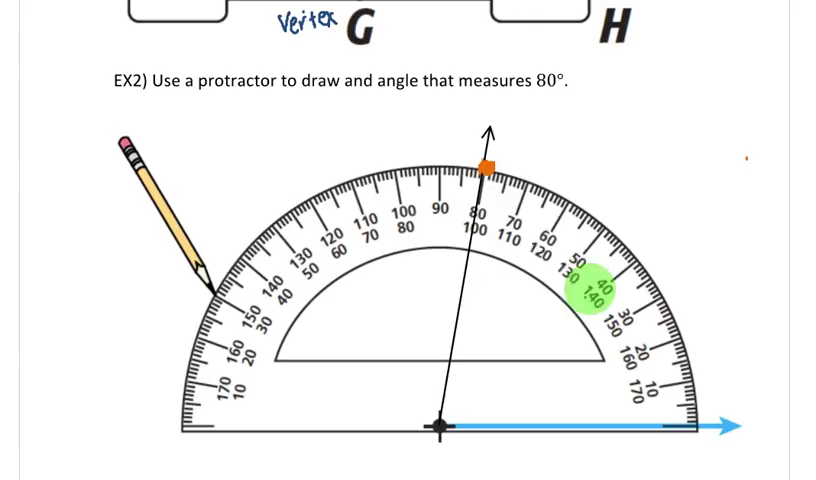 Vertex G H
EX2) Use a protractor to draw and angle that measures 80°.
170 160 150 140 130 120 110 100 90 80 70 60 50 40 30 20 10
10 20 30 40 50 60 70 80 100 110 120 130 140 150 160 170